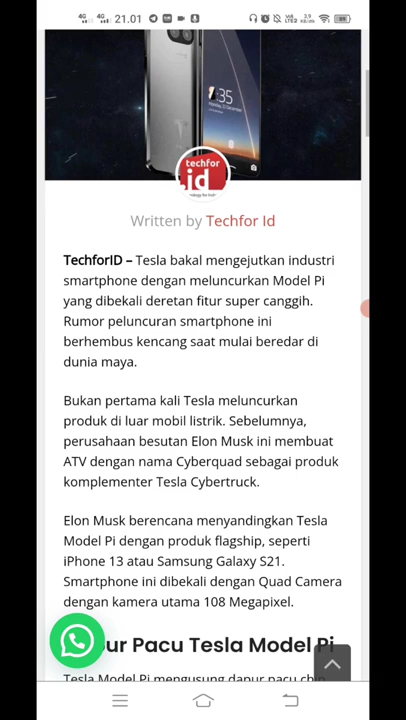 4G 4G 21.01
:35
techfor
.id
Written by Techfor Id
TechforID – Tesla bakal mengejutkan industri
smartphone dengan meluncurkan Model Pi
yang dibekali deretan fitur super canggih.
Rumor peluncuran smartphone ini
berhembus kencang saat mulai beredar di
dunia maya.
Bukan pertama kali Tesla meluncurkan
produk di luar mobil listrik. Sebelumnya,
perusahaan besutan Elon Musk ini membuat
ATV dengan nama Cyberquad sebagai produk
komplementer Tesla Cybertruck.
Elon Musk berencana menyandingkan Tesla
Model Pi dengan produk flagship, seperti
iPhone 13 atau Samsung Galaxy S21.
Smartphone ini dibekali dengan Quad Camera
dengan kamera utama 108 Megapixel.
ur Pacu Tesla Model Pi
Tesla Model Pi mengusung dapur pacu chip